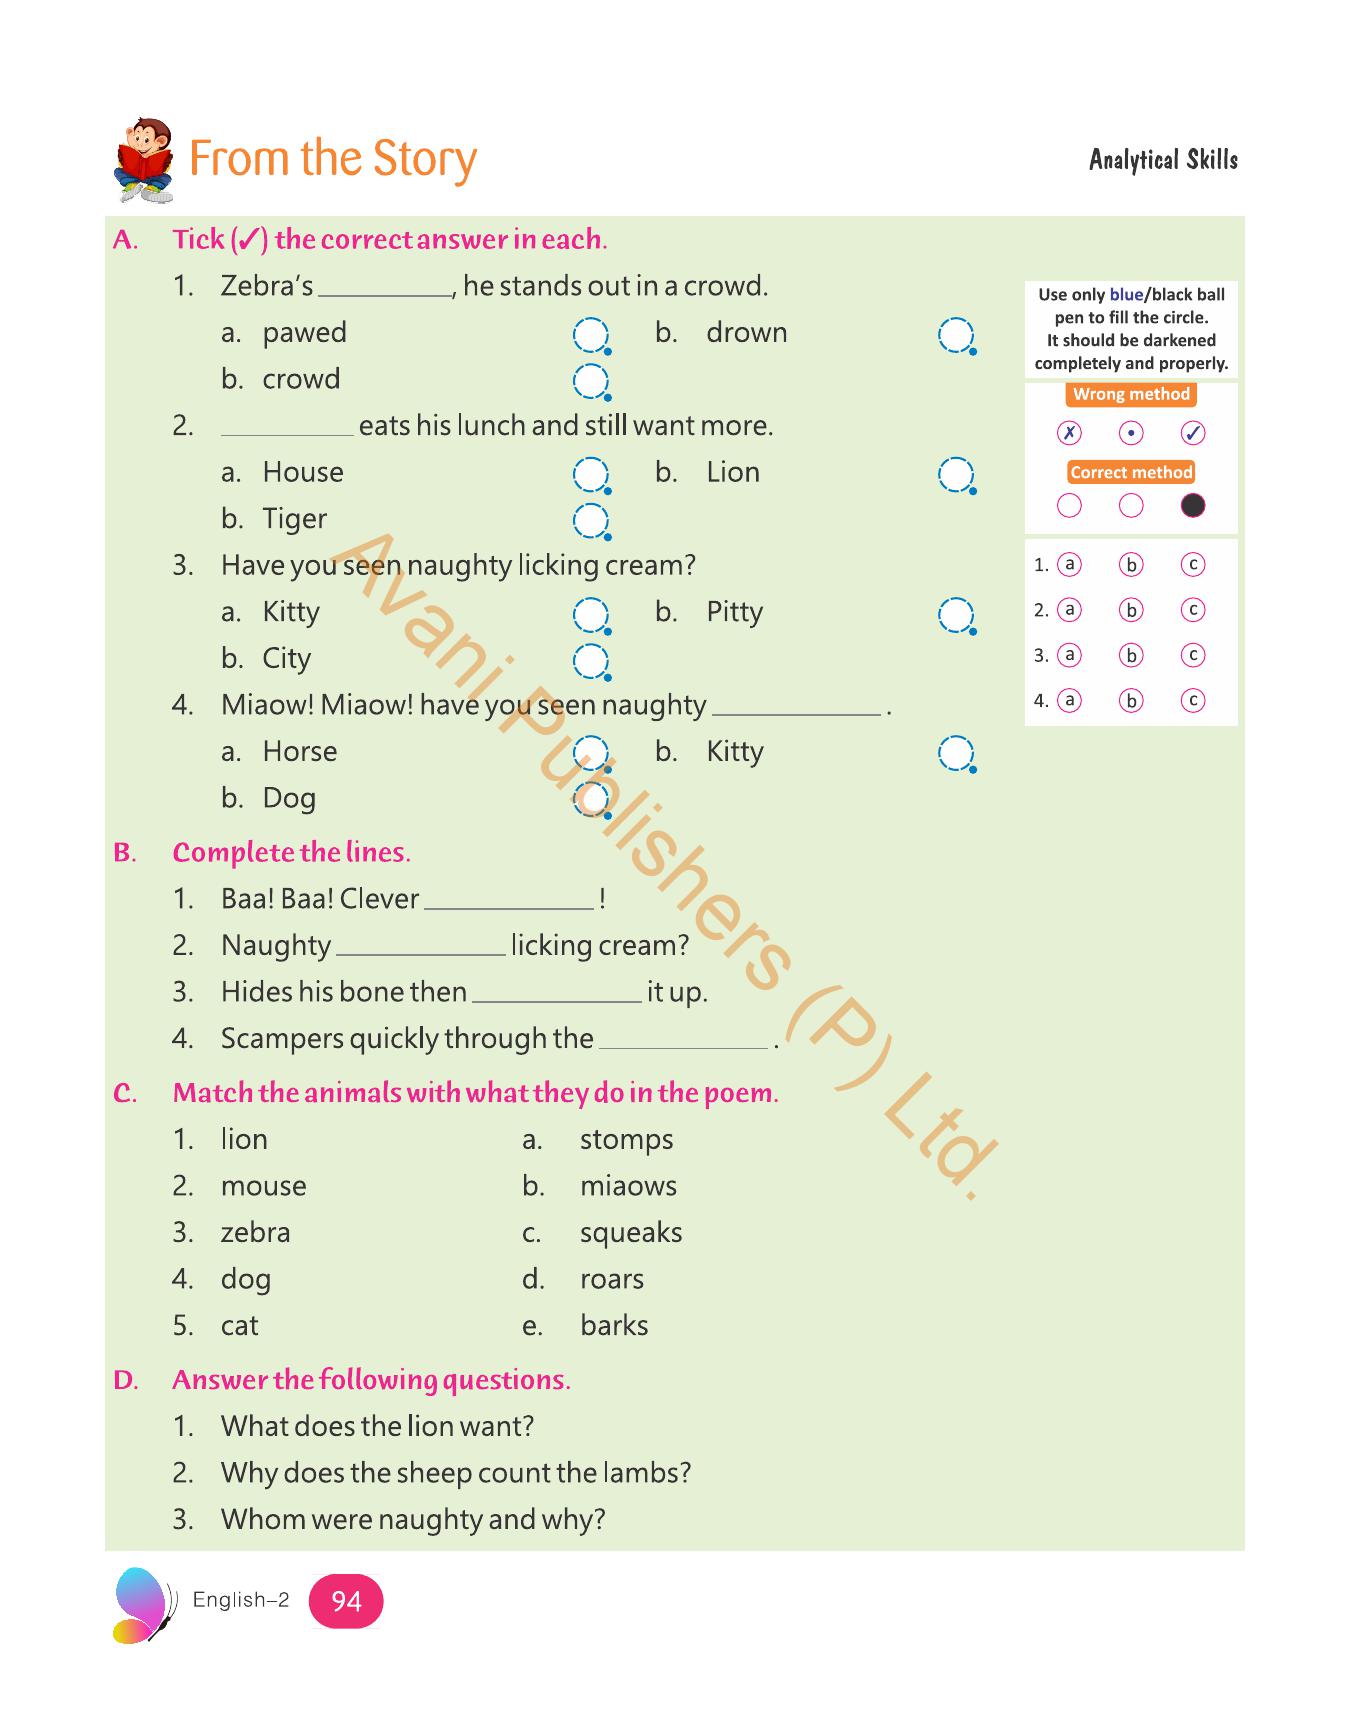 From the Story
Analytical Skills
A. Tick (✓) the correct answer in each.
1. Zebra's __________, he stands out in a crowd.
a. pawed b. drown
b. crowd
2. __________ eats his lunch and still want more.
a. House b. Lion
b. Tiger
3. Have you seen naughty licking cream?
a. Kitty b. Pitty
b. City
4. Miaow! Miaow! have you seen naughty ____________ .
a. Horse b. Kitty
b. Dog
Use only blue/black ball
pen to fill the circle.
It should be darkened
completely and properly.
Wrong method
✗ • ✓
Correct method
1. a b c
2. a b c
3. a b c
4. a b c
B. Complete the lines.
1. Baa! Baa! Clever ____________ !
2. Naughty ____________ licking cream?
3. Hides his bone then ____________ it up.
4. Scampers quickly through the ____________ .
C. Match the animals with what they do in the poem.
1. lion a. stomps
2. mouse b. miaows
3. zebra c. squeaks
4. dog d. roars
5. cat e. barks
D. Answer the following questions.
1. What does the lion want?
2. Why does the sheep count the lambs?
3. Whom were naughty and why?
English–2 94
Avani Publishers (P) Ltd.